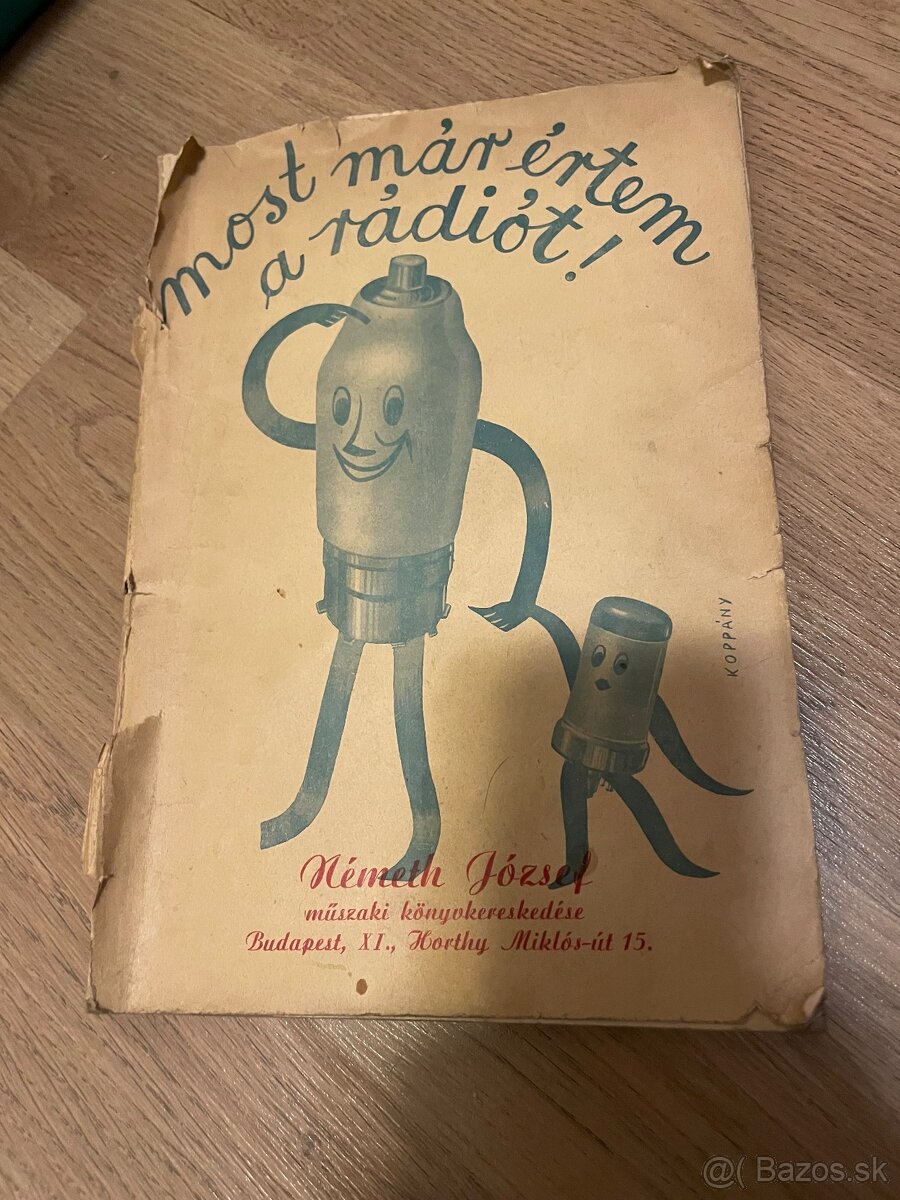 most már értem
a rádiót!
KOPPÁNY
Németh József
műszaki könyvkereskedése
Budapest, XI., Horthy Miklós-út 15.
@( Bazos.sk